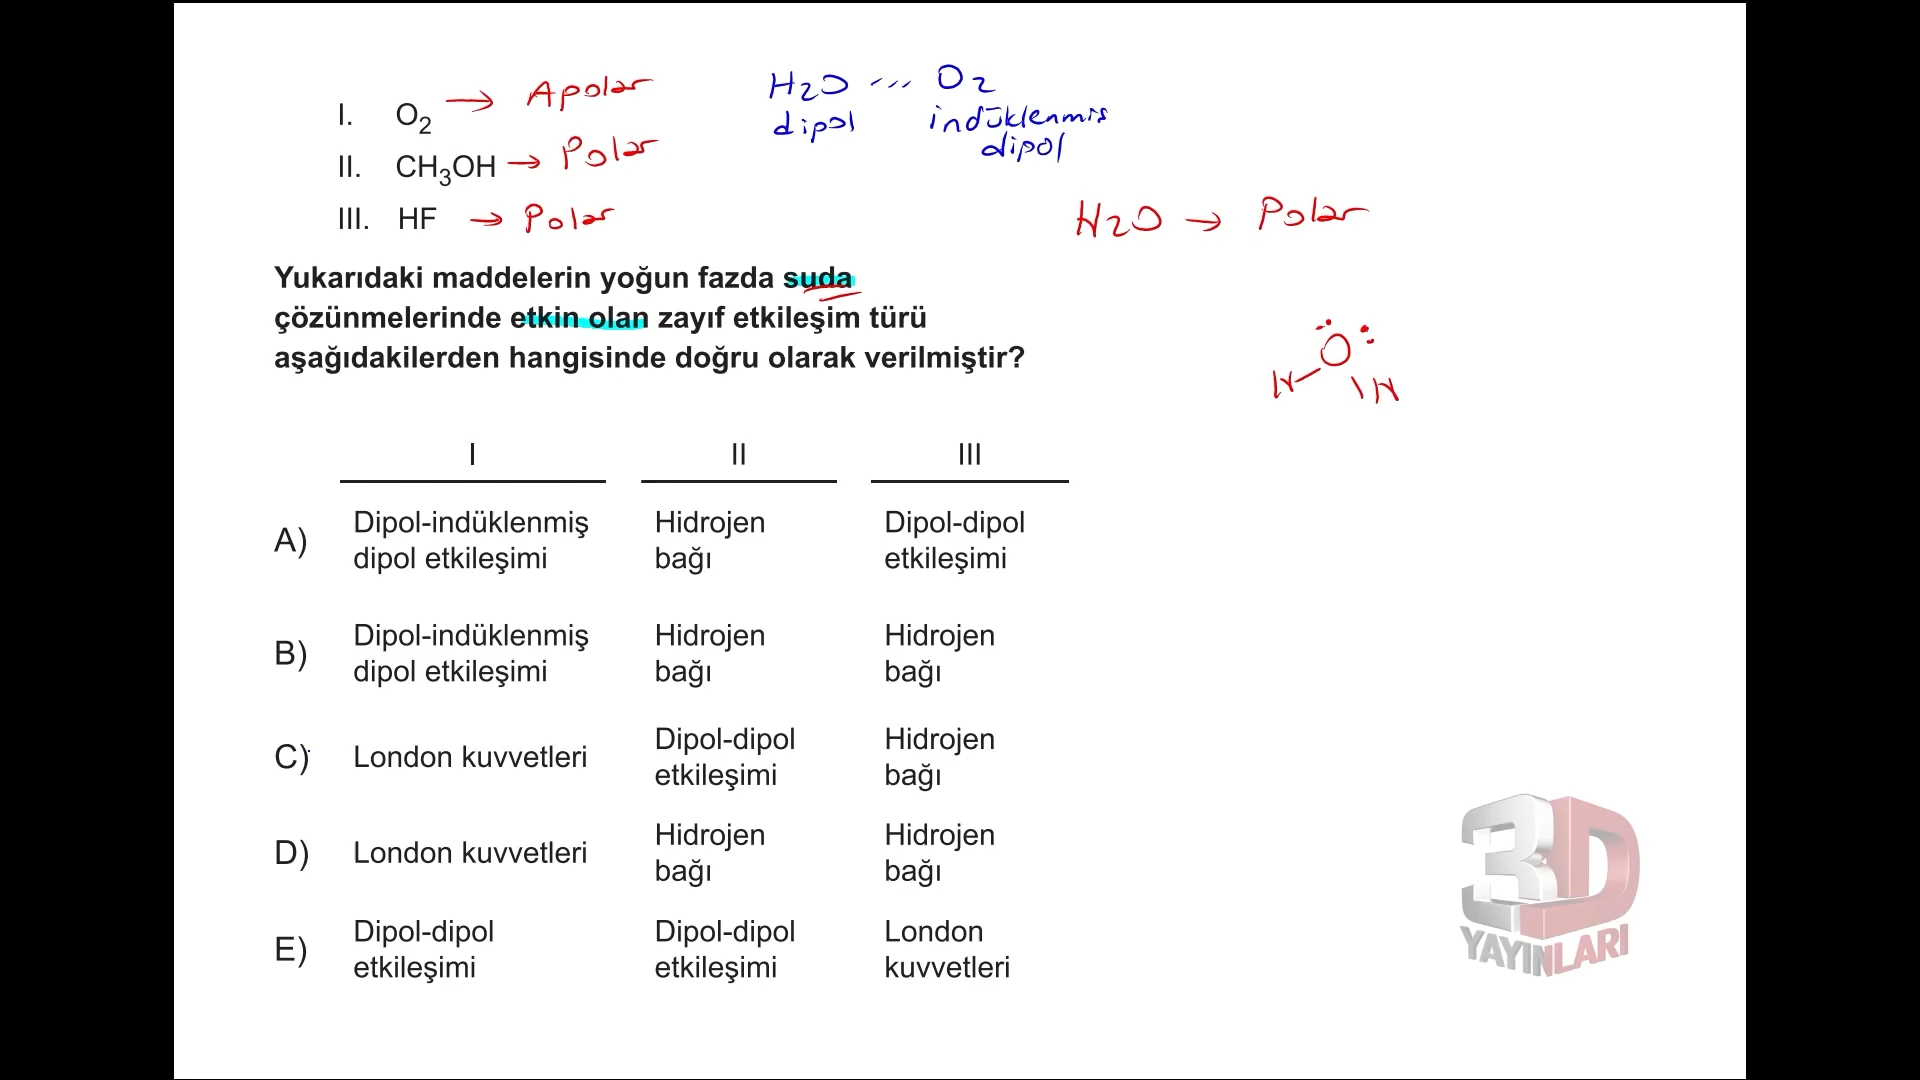 I. O2 → Apolar
H2O ... O2
dipol indüklenmiş dipol
II. CH3OH → Polar
III. HF → Polar
H2O → Polar
Yukarıdaki maddelerin yoğun fazda suda
çözünmelerinde etkin olan zayıf etkileşim türü
aşağıdakilerden hangisinde doğru olarak verilmiştir?
O
H H
I II III
A) Dipol-indüklenmiş dipol etkileşimi Hidrojen bağı Dipol-dipol etkileşimi
B) Dipol-indüklenmiş dipol etkileşimi Hidrojen bağı Hidrojen bağı
C) London kuvvetleri Dipol-dipol etkileşimi Hidrojen bağı
D) London kuvvetleri Hidrojen bağı Hidrojen bağı
E) Dipol-dipol etkileşimi Dipol-dipol etkileşimi London kuvvetleri
3D
YAYINLARI